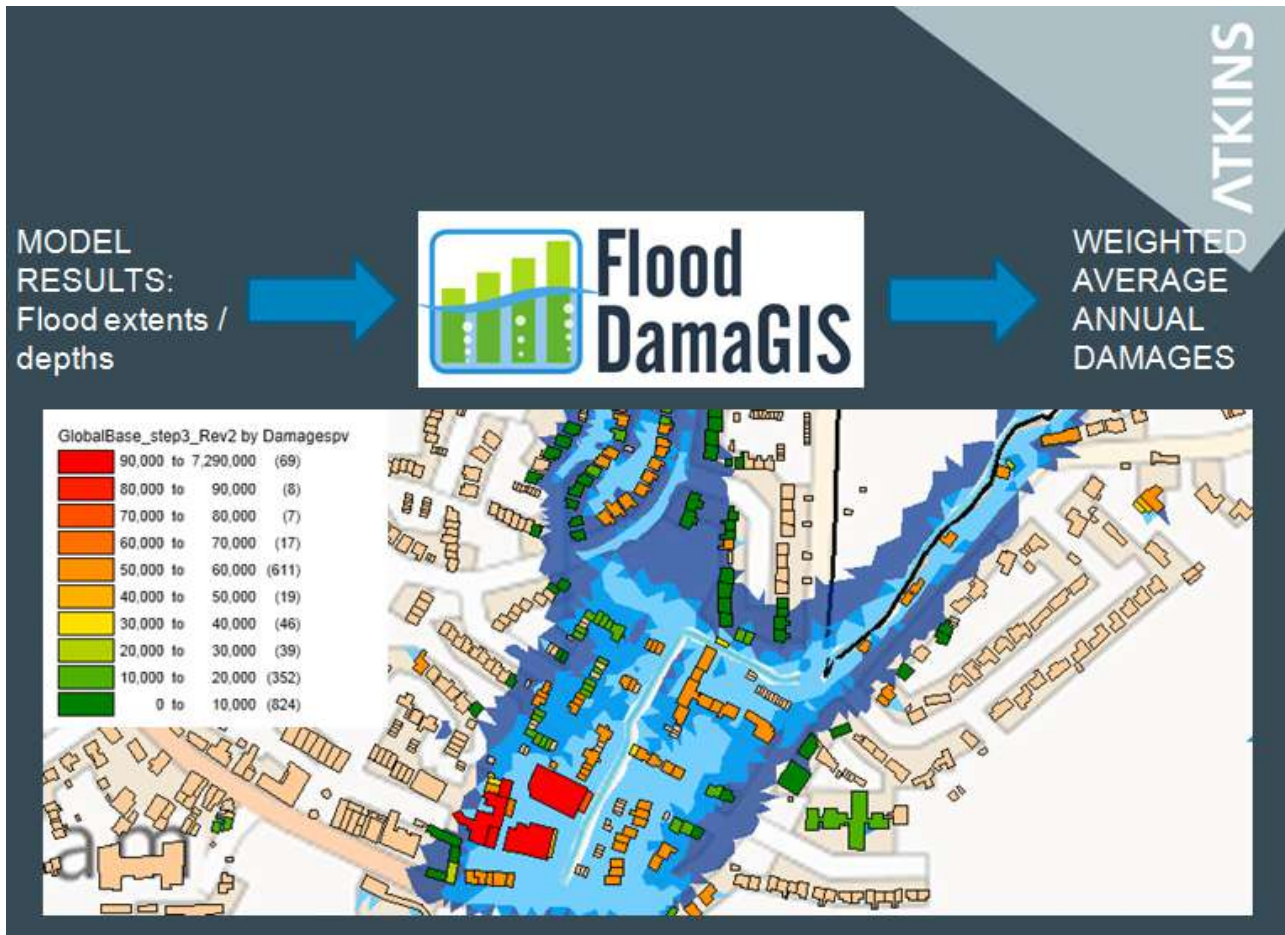 ATKINS
MODEL
RESULTS:
Flood extents /
depths
Flood
DamaGIS
WEIGHTED
AVERAGE
ANNUAL
DAMAGES
GlobalBase_step3_Rev2 by Damagespv
90,000 to 7,290,000 (69)
80,000 to 90,000 (8)
70,000 to 80,000 (7)
60,000 to 70,000 (17)
50,000 to 60,000 (611)
40,000 to 50,000 (19)
30,000 to 40,000 (46)
20,000 to 30,000 (39)
10,000 to 20,000 (352)
0 to 10,000 (824)
am